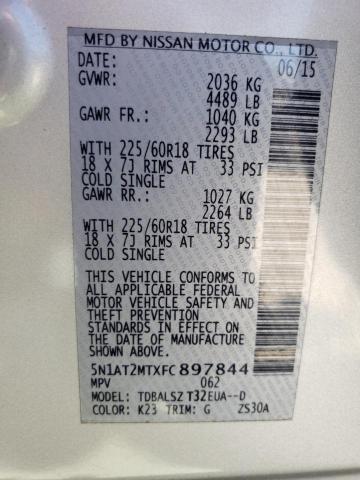 MFD BY NISSAN MOTOR CO., LTD.
DATE: 06/15
GVWR: 2036 KG
4489 LB
GAWR FR.: 1040 KG
2293 LB
WITH 225/60R18 TIRES
18 X 7J RIMS AT 33 PSI
COLD SINGLE
GAWR RR.: 1027 KG
2264 LB
WITH 225/60R18 TIRES
18 X 7J RIMS AT 33 PSI
COLD SINGLE
THIS VEHICLE CONFORMS TO
ALL APPLICABLE FEDERAL
MOTOR VEHICLE SAFETY AND
THEFT PREVENTION
STANDARDS IN EFFECT ON
THE DATE OF MANUFACTURE
SHOWN ABOVE
5N1AT2MTXFC897844
MPV 062
MODEL: TDBALSZ T32EUA--D
COLOR: K23 TRIM: G ZS30A